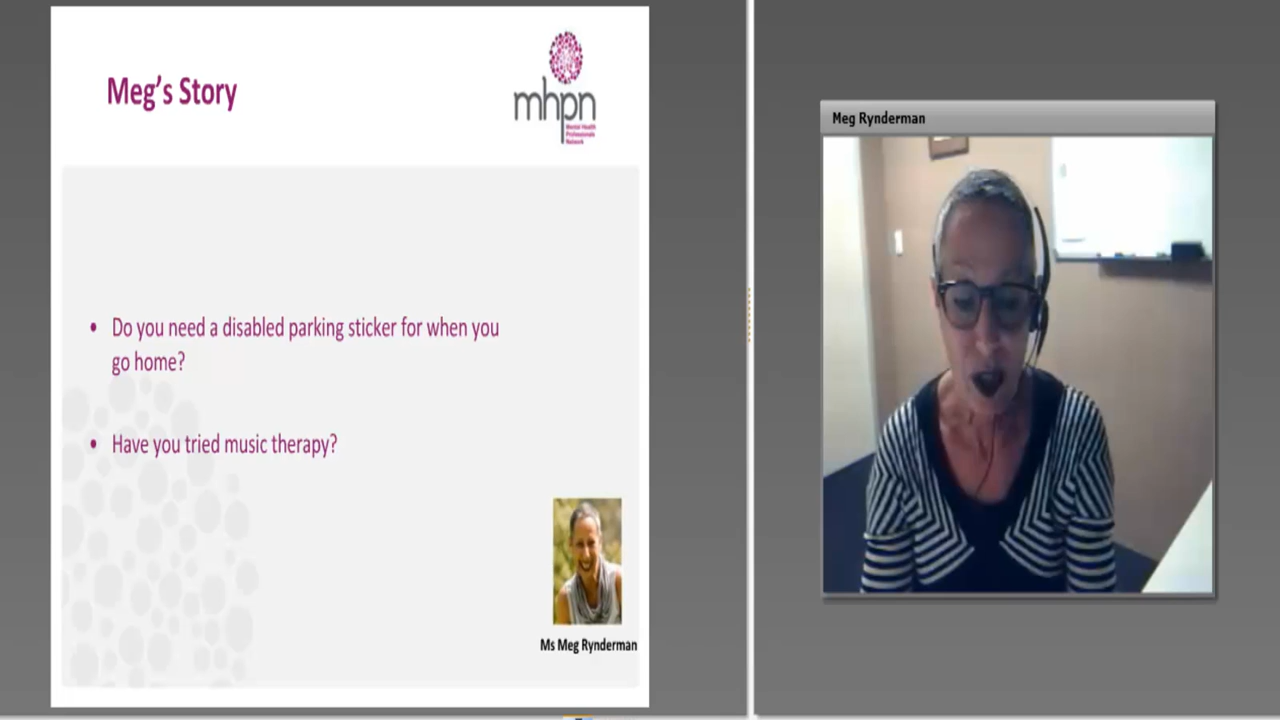 Meg's Story
mhpn
Mental Health
Professionals
Network
• Do you need a disabled parking sticker for when you
go home?
• Have you tried music therapy?
Ms Meg Rynderman
Meg Rynderman